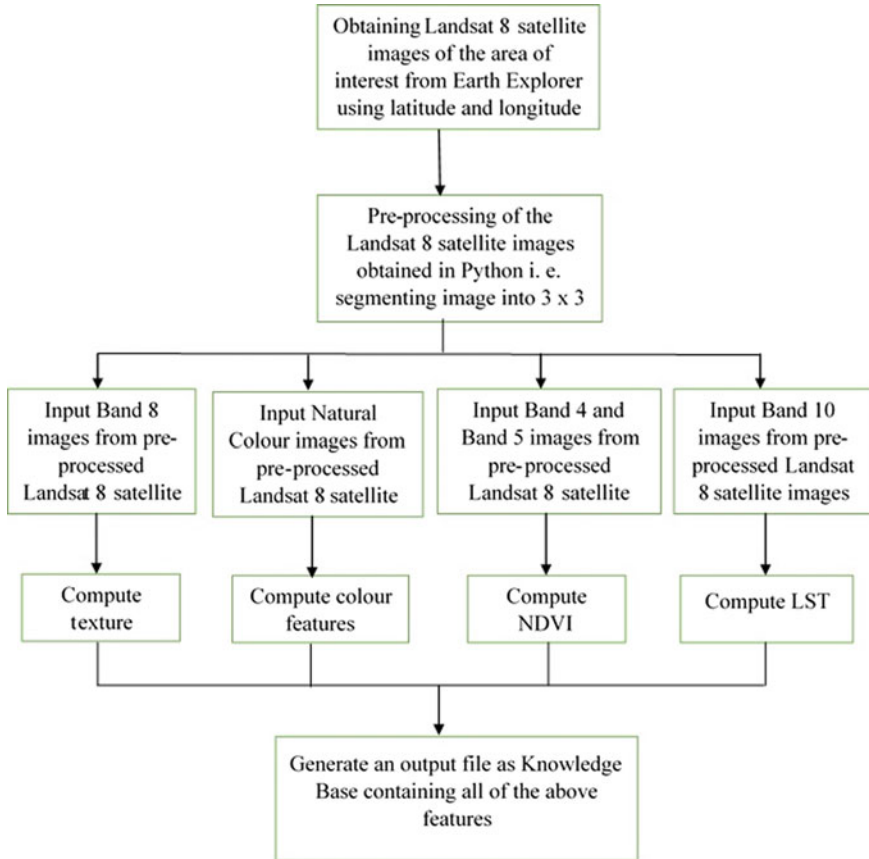 Obtaining Landsat 8 satellite
images of the area of
interest from Earth Explorer
using latitude and longitude
Pre-processing of the
Landsat 8 satellite images
obtained in Python i. e.
segmenting image into 3 x 3
Input Band 8
images from pre-
processed
Landsat 8 satellite
Input Natural
Colour images from
pre-processed
Landsat 8 satellite
Input Band 4 and
Band 5 images from
pre-processed
Landsat 8 satellite
Input Band 10
images from pre-
processed Landsat
8 satellite images
Compute
texture
Compute colour
features
Compute
NDVI
Compute LST
Generate an output file as Knowledge
Base containing all of the above
features